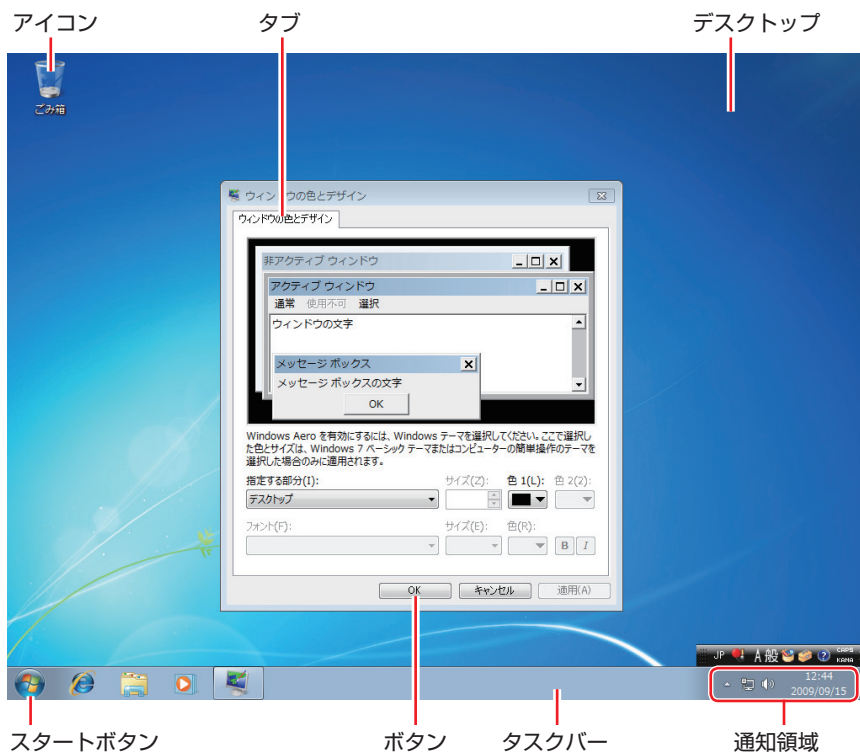 アイコン
タブ
デスクトップ
ごみ箱
ウィンドウの色とデザイン
ウィンドウの色とデザイン
非アクティブ ウィンドウ
アクティブ ウィンドウ
通常 使用不可 選択
ウィンドウの文字
メッセージ ボックス
メッセージ ボックスの文字
OK
Windows Aero を有効にするには、Windows テーマを選択してください。ここで選択し
た色とサイズは、Windows 7 ベーシック テーマまたはコンピューターの簡単操作のテーマを
選択した場合のみに適用されます。
指定する部分(I): サイズ(Z): 色 1(L): 色 2(2):
デスクトップ
フォント(F): サイズ(E): 色(R):
B I
OK キャンセル 適用(A)
JP A 般 ? CAPS
KANA
12:44
2009/09/15
スタートボタン
ボタン
タスクバー
通知領域